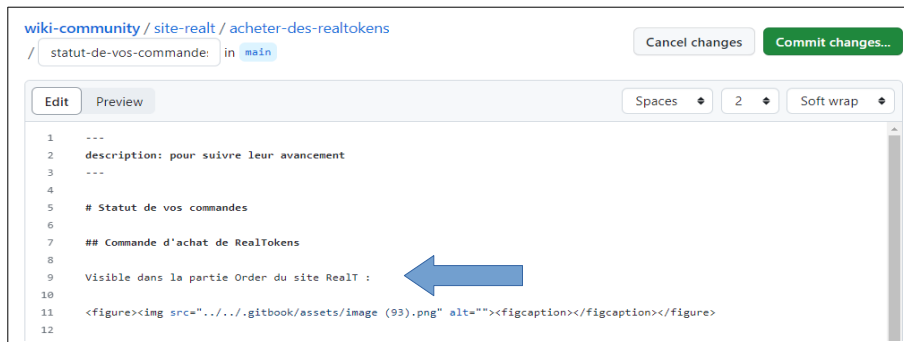 wiki-community / site-realt / acheter-des-realtokens
/ statut-de-vos-commandes in main
Cancel changes
Commit changes...
Edit Preview
Spaces 2 Soft wrap
1 ---
2 description: pour suivre leur avancement
3 ---
4
5 # Statut de vos commandes
6
7 ## Commande d'achat de RealTokens
8
9 Visible dans la partie Order du site RealT :
10
11 <figure><img src="../../.gitbook/assets/image (93).png" alt=""><figcaption></figcaption></figure>
12